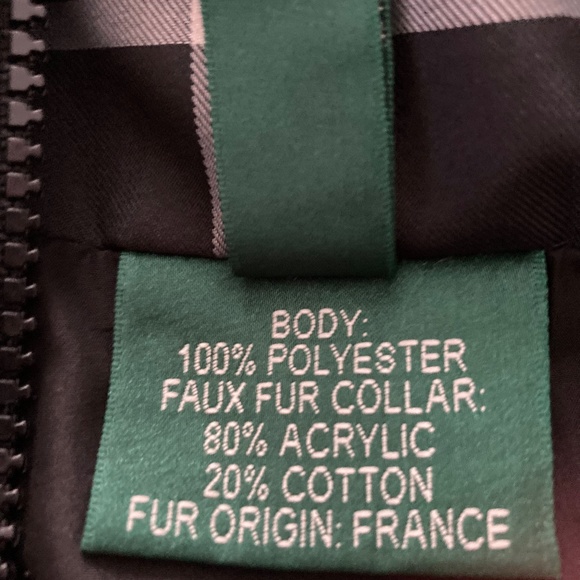 BODY:
100% POLYESTER
FAUX FUR COLLAR:
80% ACRYLIC
20% COTTON
FUR ORIGIN: FRANCE